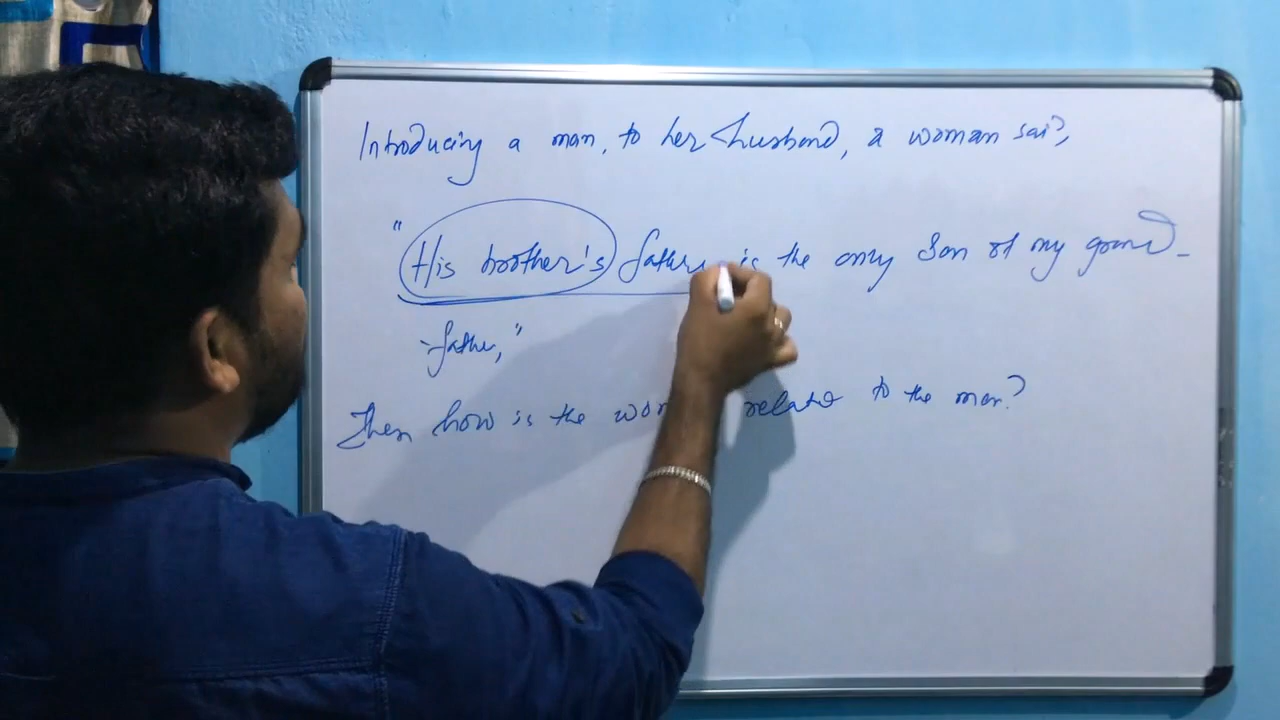 Introducing a man, to her husband, a woman said,
"His brother's father is the only Son of my grand-
-father,"
Then how is the related to the man?